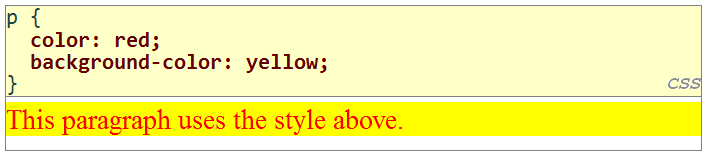 p {
  color: red;
  background-color: yellow;
}
CSS
This paragraph uses the style above.